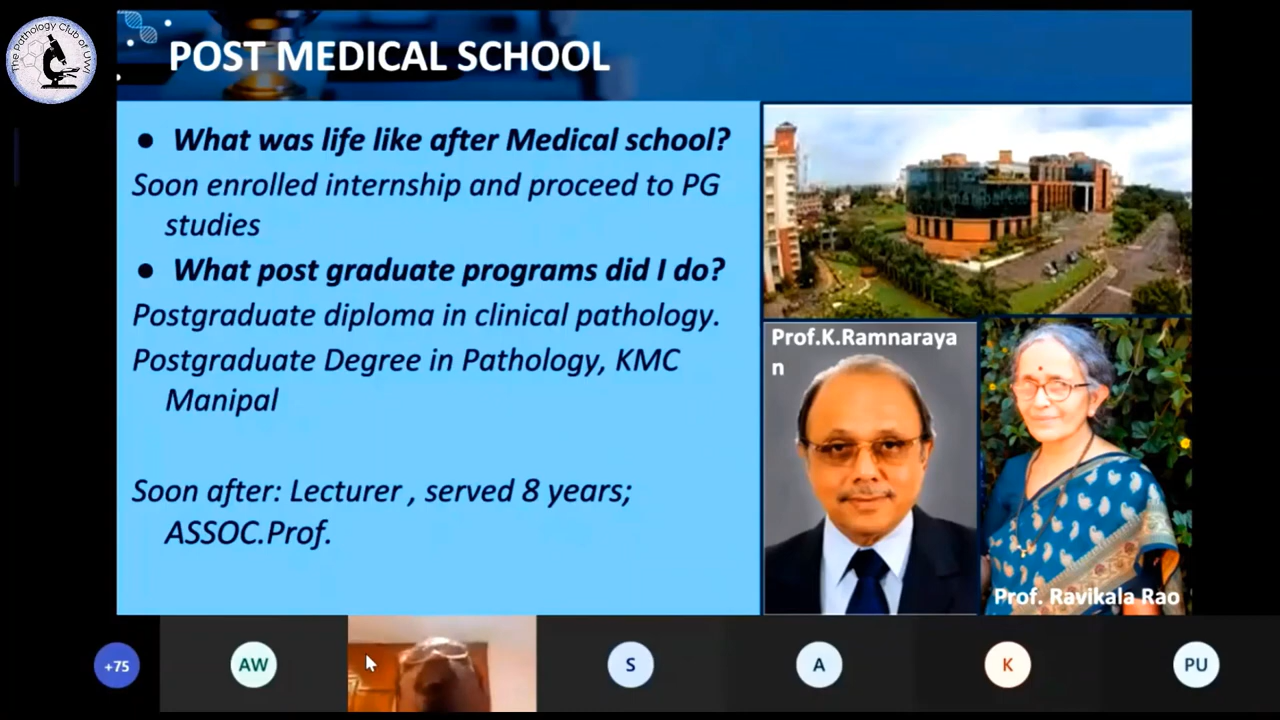 The Pathology Club of UWI
POST MEDICAL SCHOOL
● What was life like after Medical school?
Soon enrolled internship and proceed to PG
studies
● What post graduate programs did I do?
Postgraduate diploma in clinical pathology.
Postgraduate Degree in Pathology, KMC
Manipal
Soon after: Lecturer , served 8 years;
ASSOC.Prof.
Prof.K.Ramnaraya
n
Prof. Ravikala Rao
+75
AW
S
A
K
PU